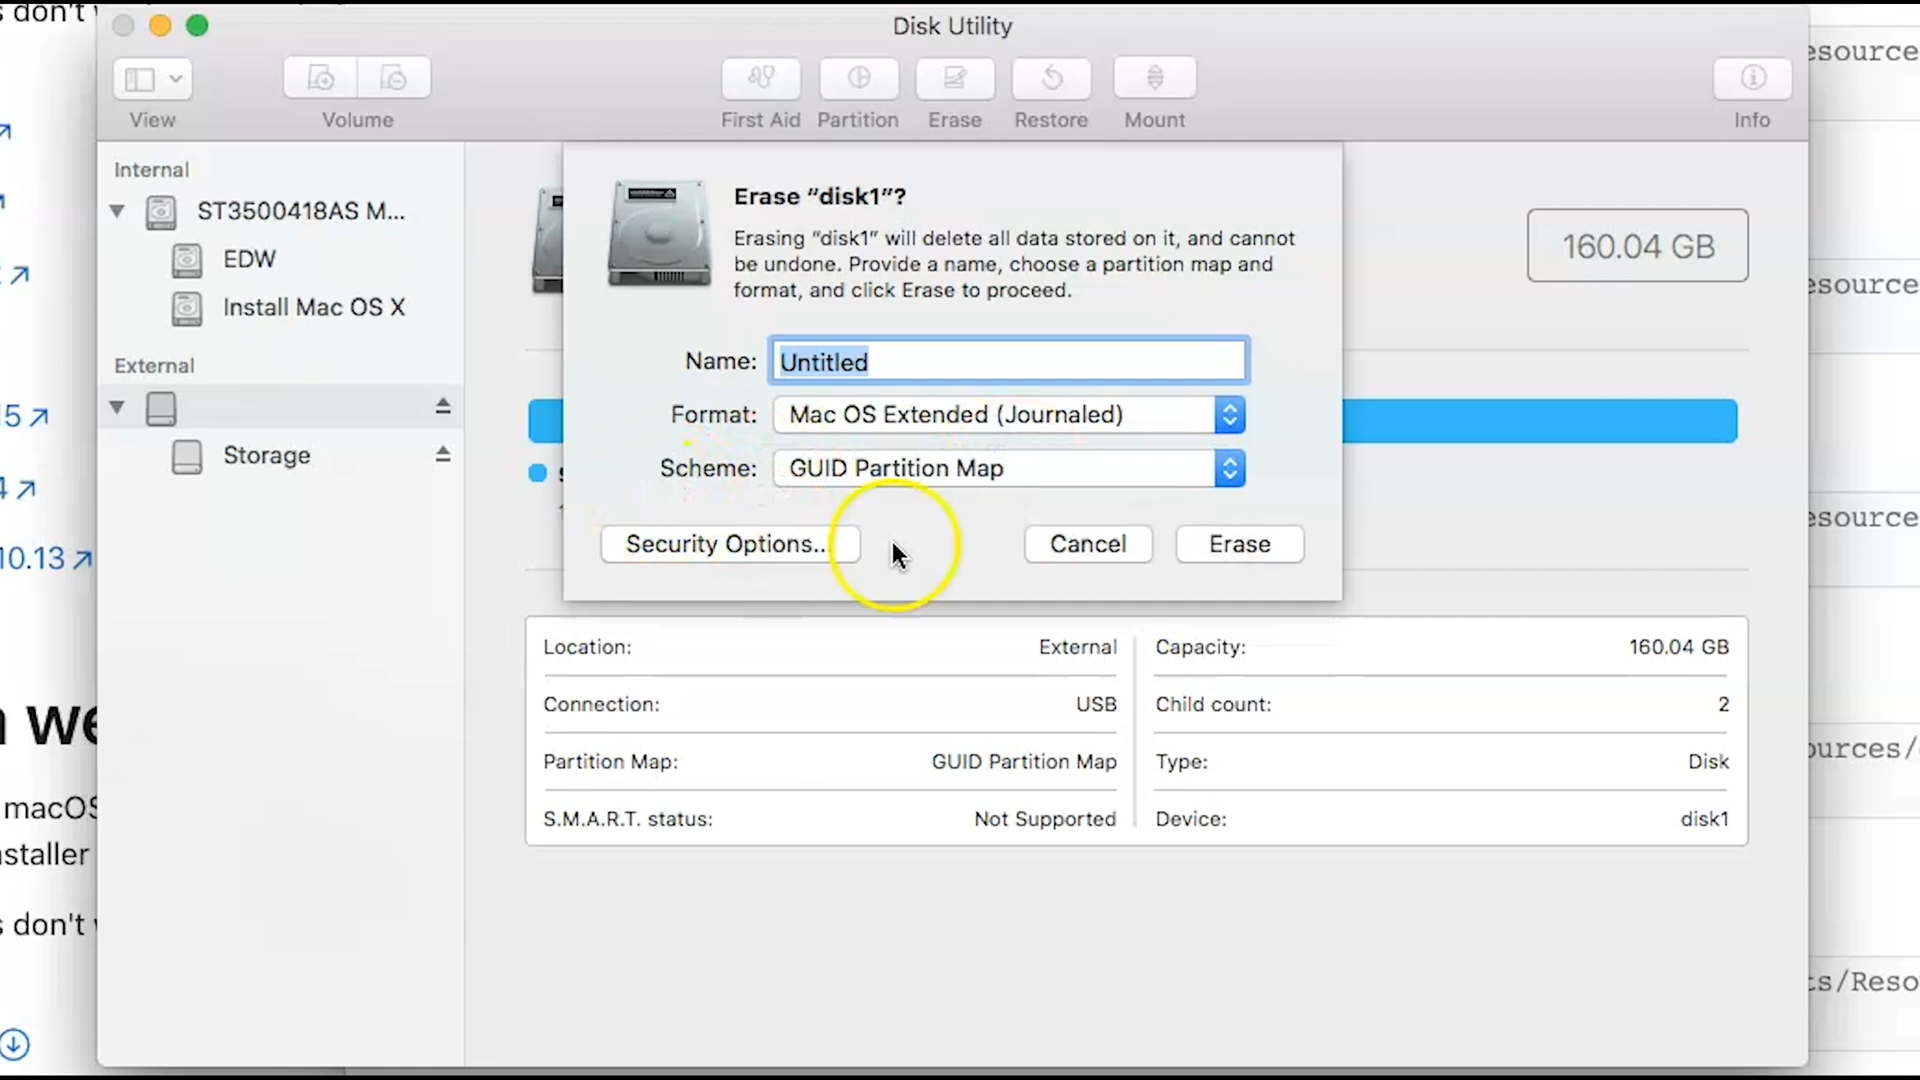 s don't w
Disk Utility
View
Volume
First Aid
Partition
Erase
Restore
Mount
Info
Internal
ST3500418AS M...
EDW
Install Mac OS X
External
Storage
Erase “disk1”?
Erasing “disk1” will delete all data stored on it, and cannot
be undone. Provide a name, choose a partition map and
format, and click Erase to proceed.
160.04 GB
Name: Untitled
Format: Mac OS Extended (Journaled)
Scheme: GUID Partition Map
Security Options...
Cancel
Erase
Location: External
Capacity: 160.04 GB
Connection: USB
Child count: 2
Partition Map: GUID Partition Map
Type: Disk
S.M.A.R.T. status: Not Supported
Device: disk1
15
4
10.13
we
macOS
nstaller
s don't
esource
esource
esource
ources/
ts/Reso